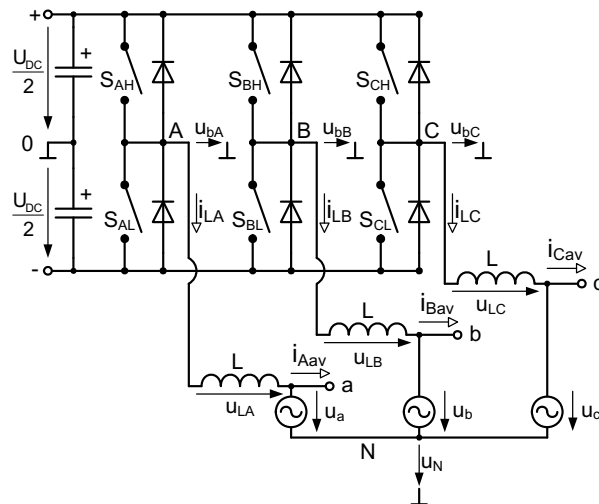 +
U_DC
2
+
S_AH
S_BH
S_CH
0
A
u_bA
B
u_bB
C
u_bC
U_DC
2
+
S_AL
i_LA
S_BL
i_LB
S_CL
i_LC
-
L
i_Cav
c
u_LC
L
i_Bav
b
u_LB
L
i_Aav
a
u_LA
u_a
u_b
u_c
N
u_N